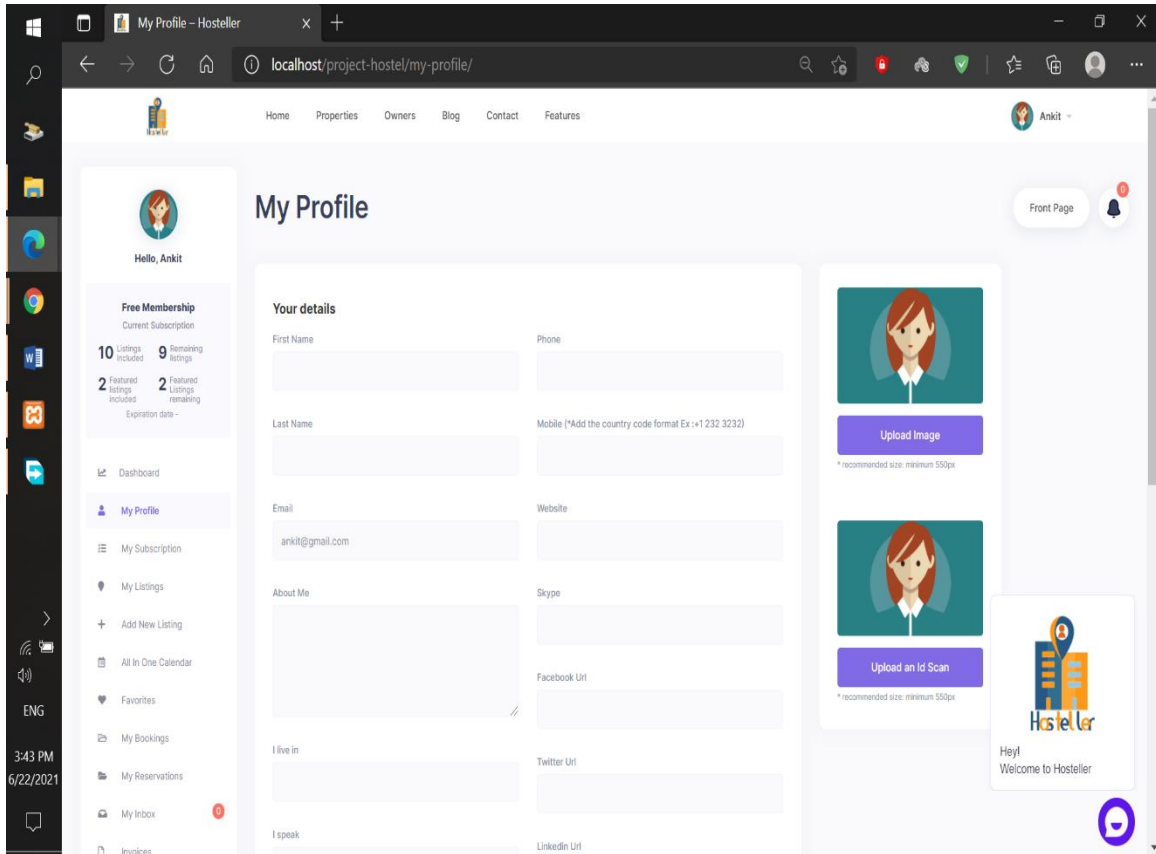 My Profile – Hosteller
localhost/project-hostel/my-profile/
Hosteller
Home Properties Owners Blog Contact Features
Ankit
Hello, Ankit
Free Membership
Current Subscription
10 Listings Included
9 Remaining listings
2 Featured listings included
2 Featured Listings remaining
Expiration date -
Dashboard
My Profile
My Subscription
My Listings
Add New Listing
All In One Calendar
Favorites
My Bookings
My Reservations
My Inbox 0
Invoices
My Profile
Front Page
0
Your details
First Name
Phone
Last Name
Mobile (*Add the country code format Ex :+1 232 3232)
Email
ankit@gmail.com
Website
About Me
Skype
Facebook Url
I live in
Twitter Url
I speak
Linkedin Url
Upload Image
* recommended size: minimum 550px
Upload an Id Scan
* recommended size: minimum 550px
Hosteller
Hey!
Welcome to Hosteller
ENG
3:43 PM
6/22/2021